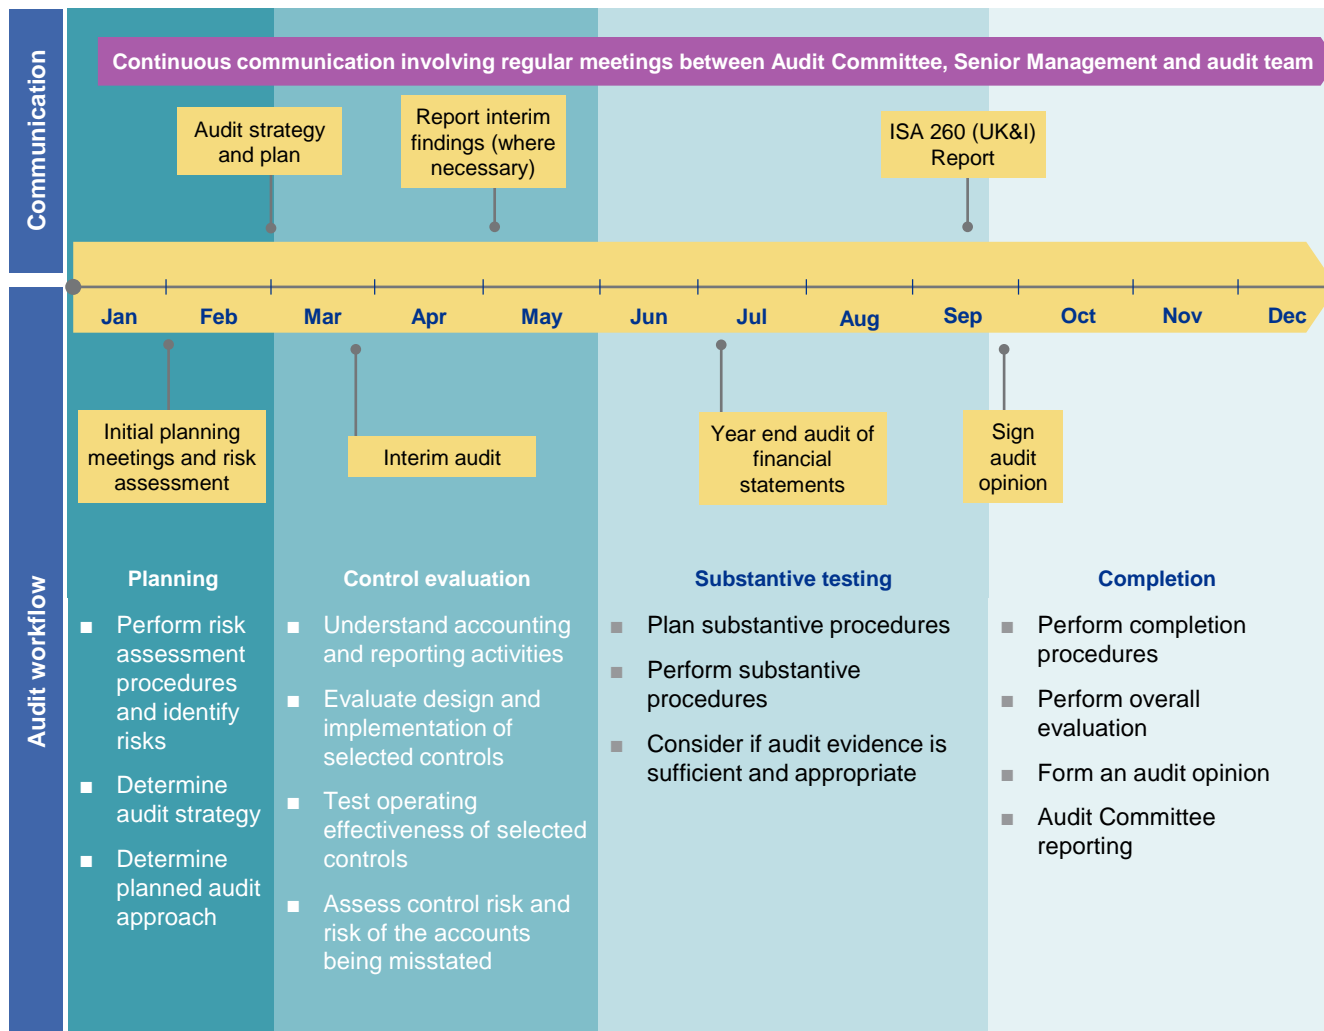 Communication
Continuous communication involving regular meetings between Audit Committee, Senior Management and audit team
Audit strategy
and plan
Report interim
findings (where
necessary)
ISA 260 (UK&I)
Report
Jan Feb Mar Apr May Jun Jul Aug Sep Oct Nov Dec
Initial planning
meetings and risk
assessment
Interim audit
Year end audit of
financial
statements
Sign
audit
opinion
Audit workflow
Planning
■ Perform risk
assessment
procedures
and identify
risks
■ Determine
audit strategy
■ Determine
planned audit
approach
Control evaluation
■ Understand accounting
and reporting activities
■ Evaluate design and
implementation of
selected controls
■ Test operating
effectiveness of selected
controls
■ Assess control risk and
risk of the accounts
being misstated
Substantive testing
■ Plan substantive procedures
■ Perform substantive
procedures
■ Consider if audit evidence is
sufficient and appropriate
Completion
■ Perform completion
procedures
■ Perform overall
evaluation
■ Form an audit opinion
■ Audit Committee
reporting